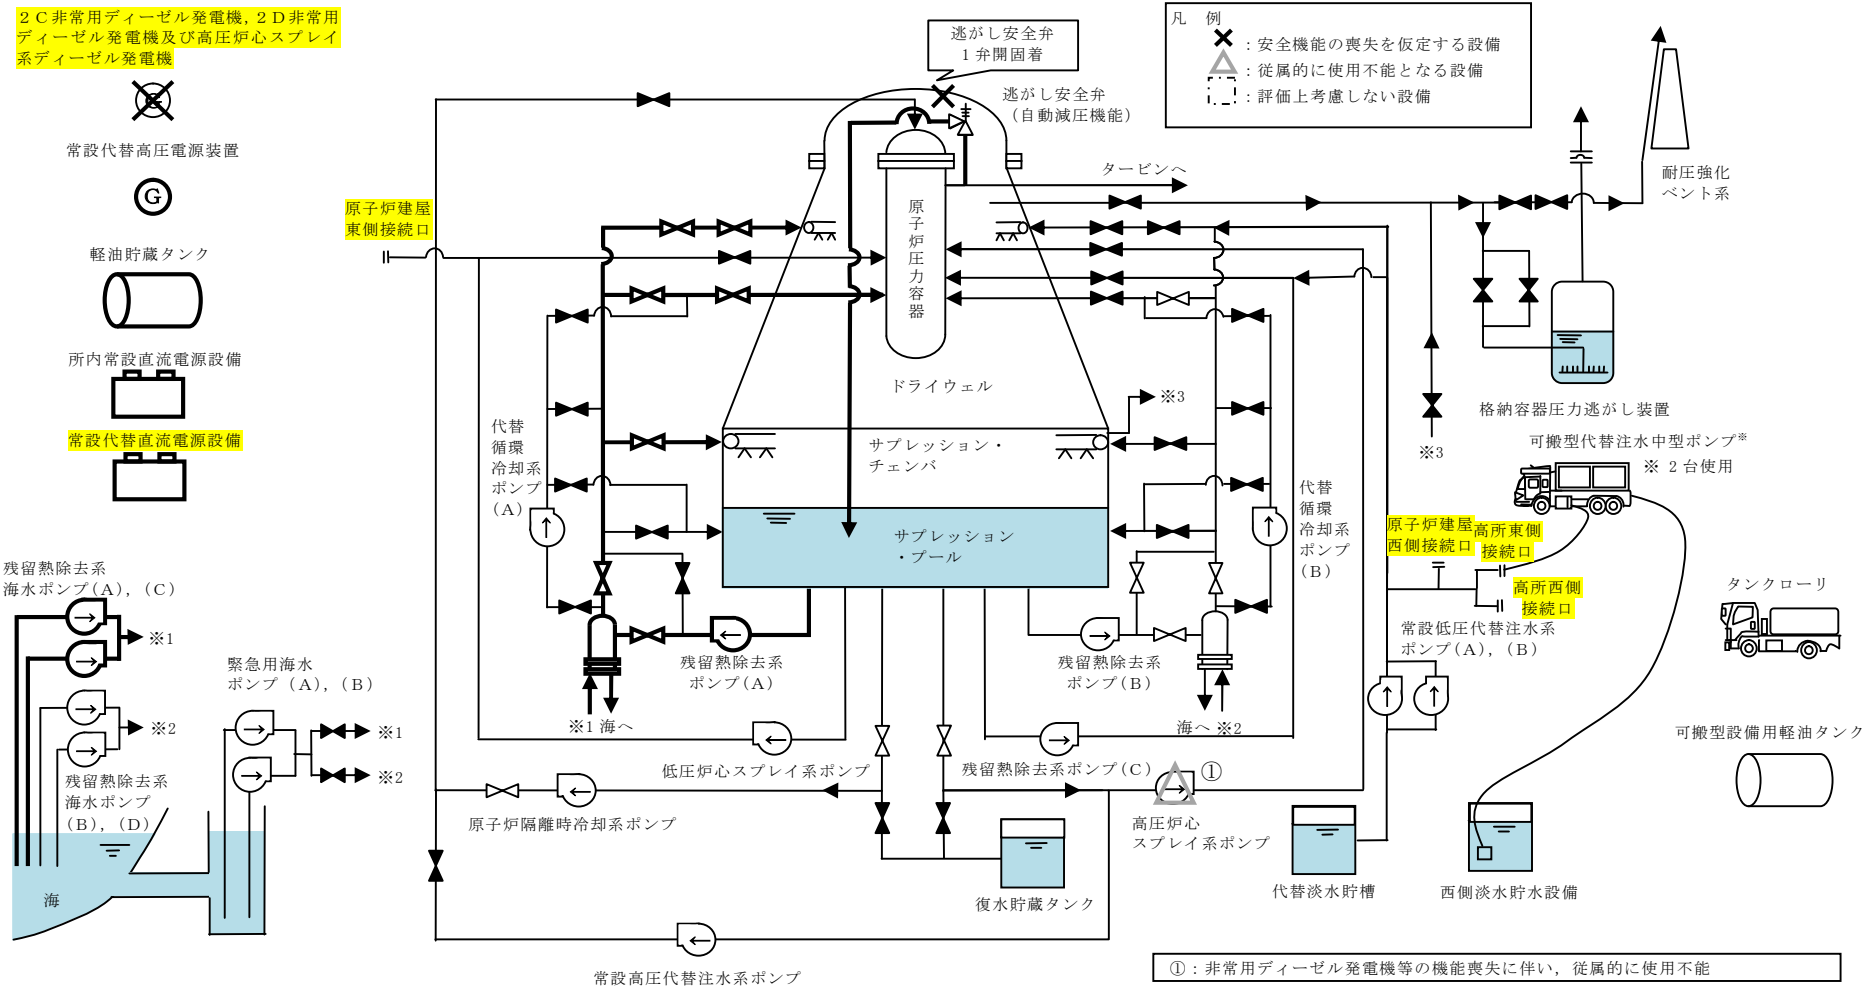 ２Ｃ非常用ディーゼル発電機，２Ｄ非常用
ディーゼル発電機及び高圧炉心スプレイ
系ディーゼル発電機
G
常設代替高圧電源装置
G
軽油貯蔵タンク
所内常設直流電源設備
常設代替直流電源設備
逃がし安全弁
1 弁開固着
逃がし安全弁
（自動減圧機能）
凡　例
：安全機能の喪失を仮定する設備
：従属的に使用不能となる設備
：評価上考慮しない設備
タービンへ
耐圧強化
ベント系
原子炉建屋
東側接続口
原子炉圧力容器
ドライウェル
※3
サプレッション・
チェンバ
サプレッション
・プール
代替
循環
冷却系
ポンプ
（A）
代替
循環
冷却系
ポンプ
（B）
格納容器圧力逃がし装置
※3
可搬型代替注水中型ポンプ※
※ 2 台使用
原子炉建屋
西側接続口
高所東側
接続口
高所西側
接続口
タンクローリ
常設低圧代替注水系
ポンプ（A），（B）
可搬型設備用軽油タンク
残留熱除去系
海水ポンプ（A），（C）
※1
緊急用海水
ポンプ（A），（B）
※2
※1
※2
残留熱除去系
海水ポンプ
（B），（D）
海
残留熱除去系
ポンプ（A）
※1 海へ
残留熱除去系
ポンプ（B）
海へ ※2
低圧炉心スプレイ系ポンプ
残留熱除去系ポンプ（C）
①
原子炉隔離時冷却系ポンプ
高圧炉心
スプレイ系ポンプ
復水貯蔵タンク
代替淡水貯槽
西側淡水貯水設備
常設高圧代替注水系ポンプ
①：非常用ディーゼル発電機等の機能喪失に伴い，従属的に使用不能